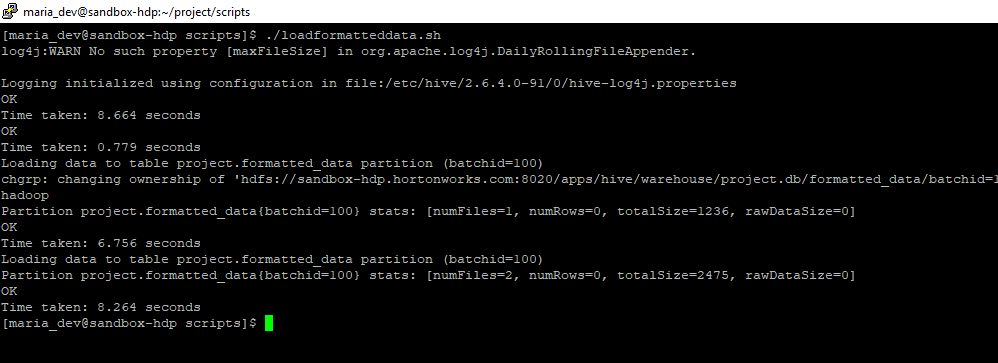 maria_dev@sandbox-hdp:~/project/scripts
[maria_dev@sandbox-hdp scripts]$ ./loadformatteddata.sh
log4j:WARN No such property [maxFileSize] in org.apache.log4j.DailyRollingFileAppender.
Logging initialized using configuration in file:/etc/hive/2.6.4.0-91/0/hive-log4j.properties
OK
Time taken: 8.664 seconds
OK
Time taken: 0.779 seconds
Loading data to table project.formatted_data partition (batchid=100)
chgrp: changing ownership of 'hdfs://sandbox-hdp.hortonworks.com:8020/apps/hive/warehouse/project.db/formatted_data/batchid=1
hadoop
Partition project.formatted_data{batchid=100} stats: [numFiles=1, numRows=0, totalSize=1236, rawDataSize=0]
OK
Time taken: 6.756 seconds
Loading data to table project.formatted_data partition (batchid=100)
Partition project.formatted_data{batchid=100} stats: [numFiles=2, numRows=0, totalSize=2475, rawDataSize=0]
OK
Time taken: 8.264 seconds
[maria_dev@sandbox-hdp scripts]$